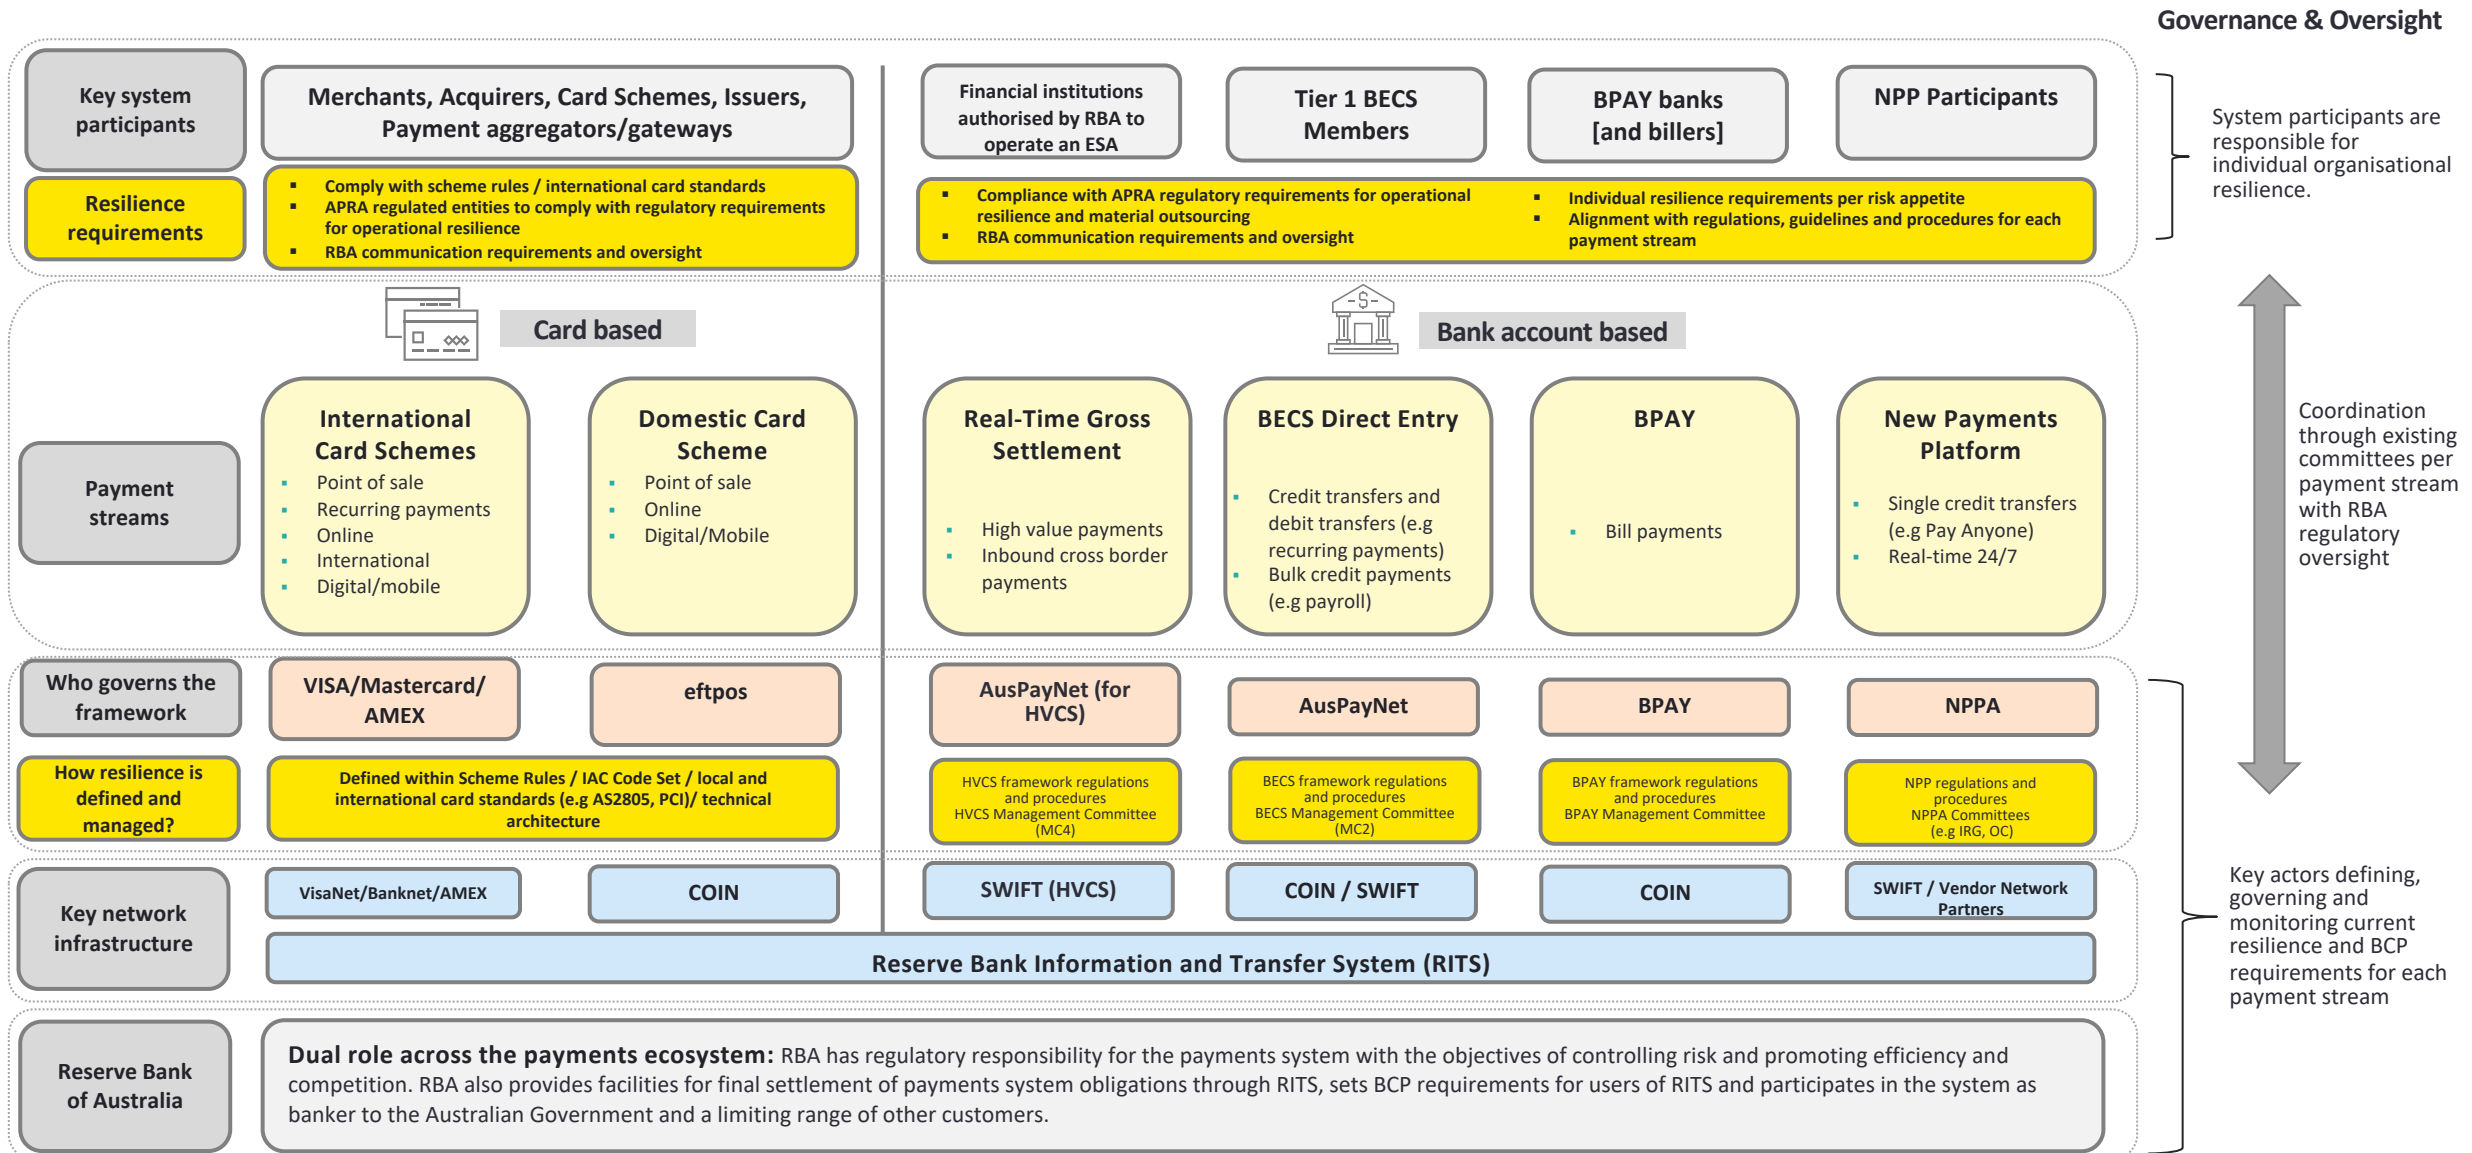 Governance & Oversight
Key system
participants
Merchants, Acquirers, Card Schemes, Issuers,
Payment aggregators/gateways
Financial institutions
authorised by RBA to
operate an ESA
Tier 1 BECS
Members
BPAY banks
[and billers]
NPP Participants
System participants are
responsible for
individual organisational
resilience.
Resilience
requirements
▪ Comply with scheme rules / international card standards
▪ APRA regulated entities to comply with regulatory requirements
for operational resilience
▪ RBA communication requirements and oversight
▪ Compliance with APRA regulatory requirements for operational
resilience and material outsourcing
▪ RBA communication requirements and oversight
▪ Individual resilience requirements per risk appetite
▪ Alignment with regulations, guidelines and procedures for each
payment stream
Card based
-$-
Bank account based
Payment
streams
International
Card Schemes
▪ Point of sale
▪ Recurring payments
▪ Online
▪ International
▪ Digital/mobile
Domestic Card
Scheme
▪ Point of sale
▪ Online
▪ Digital/Mobile
Real-Time Gross
Settlement
▪ High value payments
▪ Inbound cross border
payments
BECS Direct Entry
▪ Credit transfers and
debit transfers (e.g
recurring payments)
▪ Bulk credit payments
(e.g payroll)
BPAY
▪ Bill payments
New Payments
Platform
▪ Single credit transfers
(e.g Pay Anyone)
▪ Real-time 24/7
Coordination
through existing
committees per
payment stream
with RBA
regulatory
oversight
Who governs the
framework
VISA/Mastercard/
AMEX
eftpos
AusPayNet (for
HVCS)
AusPayNet
BPAY
NPPA
How resilience is
defined and
managed?
Defined within Scheme Rules / IAC Code Set / local and
international card standards (e.g AS2805, PCI)/ technical
architecture
HVCS framework regulations
and procedures
HVCS Management Committee
(MC4)
BECS framework regulations
and procedures
BECS Management Committee
(MC2)
BPAY framework regulations
and procedures
BPAY Management Committee
NPP regulations and
procedures
NPPA Committees
(e.g IRG, OC)
Key network
infrastructure
VisaNet/Banknet/AMEX
COIN
SWIFT (HVCS)
COIN / SWIFT
COIN
SWIFT / Vendor Network
Partners
Reserve Bank Information and Transfer System (RITS)
Key actors defining,
governing and
monitoring current
resilience and BCP
requirements for each
payment stream
Reserve Bank
of Australia
Dual role across the payments ecosystem: RBA has regulatory responsibility for the payments system with the objectives of controlling risk and promoting efficiency and
competition. RBA also provides facilities for final settlement of payments system obligations through RITS, sets BCP requirements for users of RITS and participates in the system as
banker to the Australian Government and a limiting range of other customers.